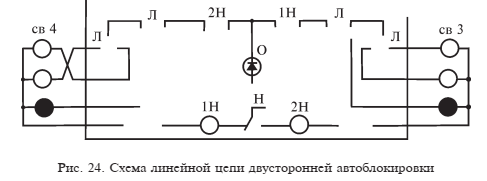 Л 2Н 1Н Л
св 4 Л Л св 3
О
1Н Н 2Н
Рис. 24. Схема линейной цепи двусторонней автоблокировки